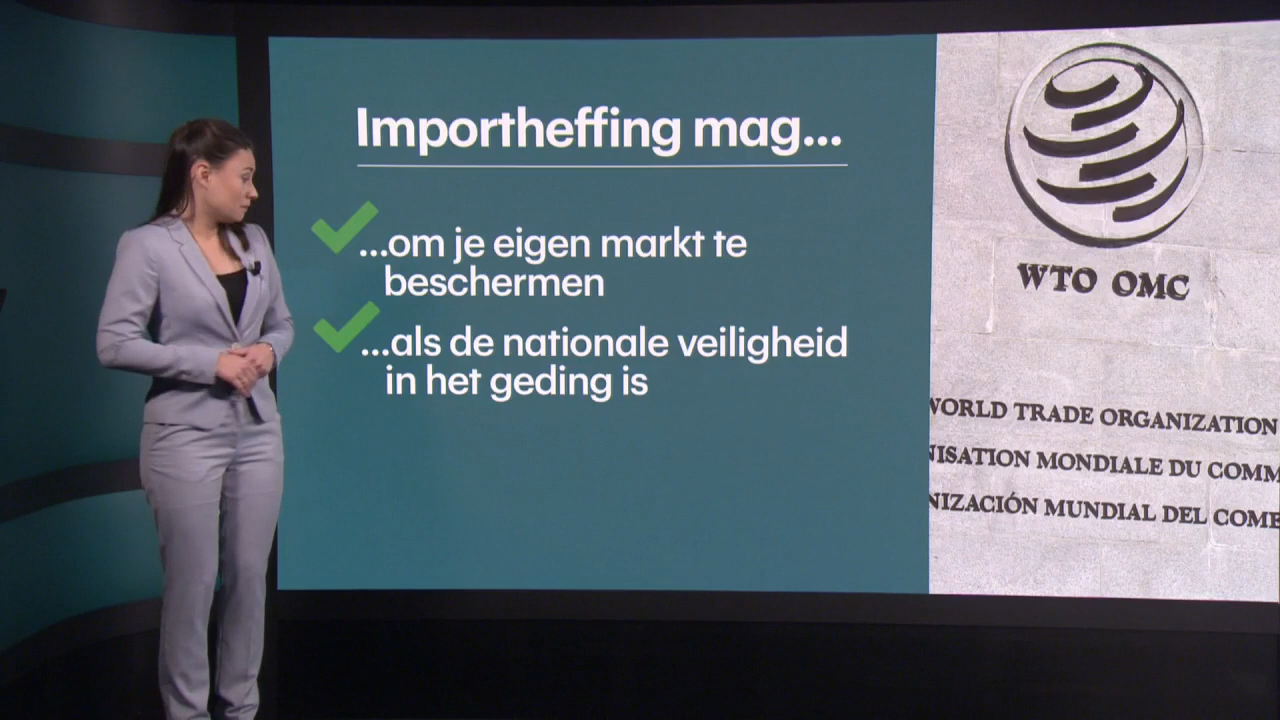 Importheffing mag...
...om je eigen markt te
beschermen
...als de nationale veiligheid
in het geding is
WTO OMC
WORLD TRADE ORGANIZATION
NISATION MONDIALE DU COMM
NIZACIÓN MUNDIAL DEL COME